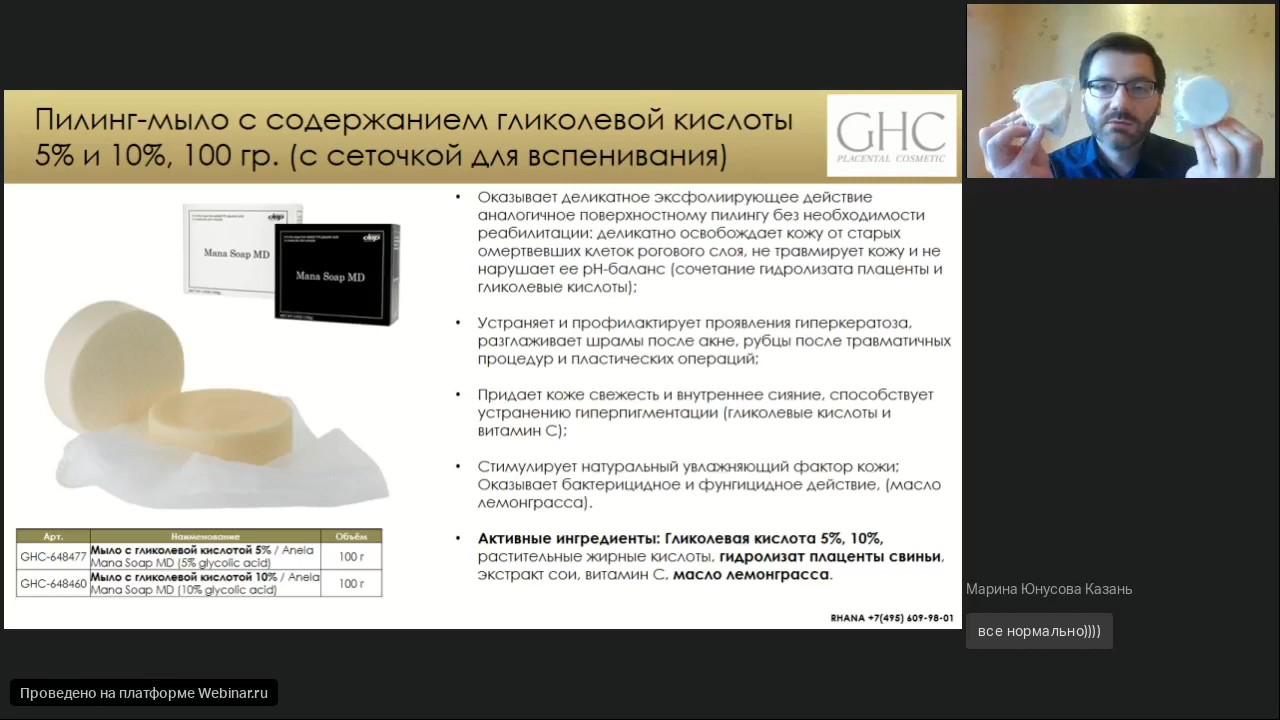 Пилинг-мыло с содержанием гликолевой кислоты
5% и 10%, 100 гр. (с сеточкой для вспенивания)
GHC
PLACENTAL COSMETIC
Mana Soap MD
Mana Soap MD
• Оказывает деликатное эксфолиирующее действие
аналогичное поверхностному пилингу без необходимости
реабилитации: деликатно освобождает кожу от старых
омертвевших клеток рогового слоя, не травмирует кожу и не
нарушает ее pH-баланс (сочетание гидролизата плаценты и
гликолевые кислоты);
• Устраняет и профилактирует проявления гиперкератоза,
разглаживает шрамы после акне, рубцы после травматичных
процедур и пластических операций;
• Придает коже свежесть и внутреннее сияние, способствует
устранению гиперпигментации (гликолевые кислоты и
витамин С);
• Стимулирует натуральный увлажняющий фактор кожи;
Оказывает бактерицидное и фунгицидное действие, (масло
лемонграсса).
• Активные ингредиенты: Гликолевая кислота 5%, 10%,
растительные жирные кислоты, гидролизат плаценты свиньи,
экстракт сои, витамин С, масло лемонграсса.
Арт. Наименование Объём
GHC-648477 Мыло с гликолевой кислотой 5% / Anela
Mana Soap MD (5% glycolic acid) 100 г
GHC-648460 Мыло с гликолевой кислотой 10% / Anela
Mana Soap MD (10% glycolic acid) 100 г
RHANA +7(495) 609-98-01
Марина Юнусова Казань
все нормально))))
Проведено на платформе Webinar.ru